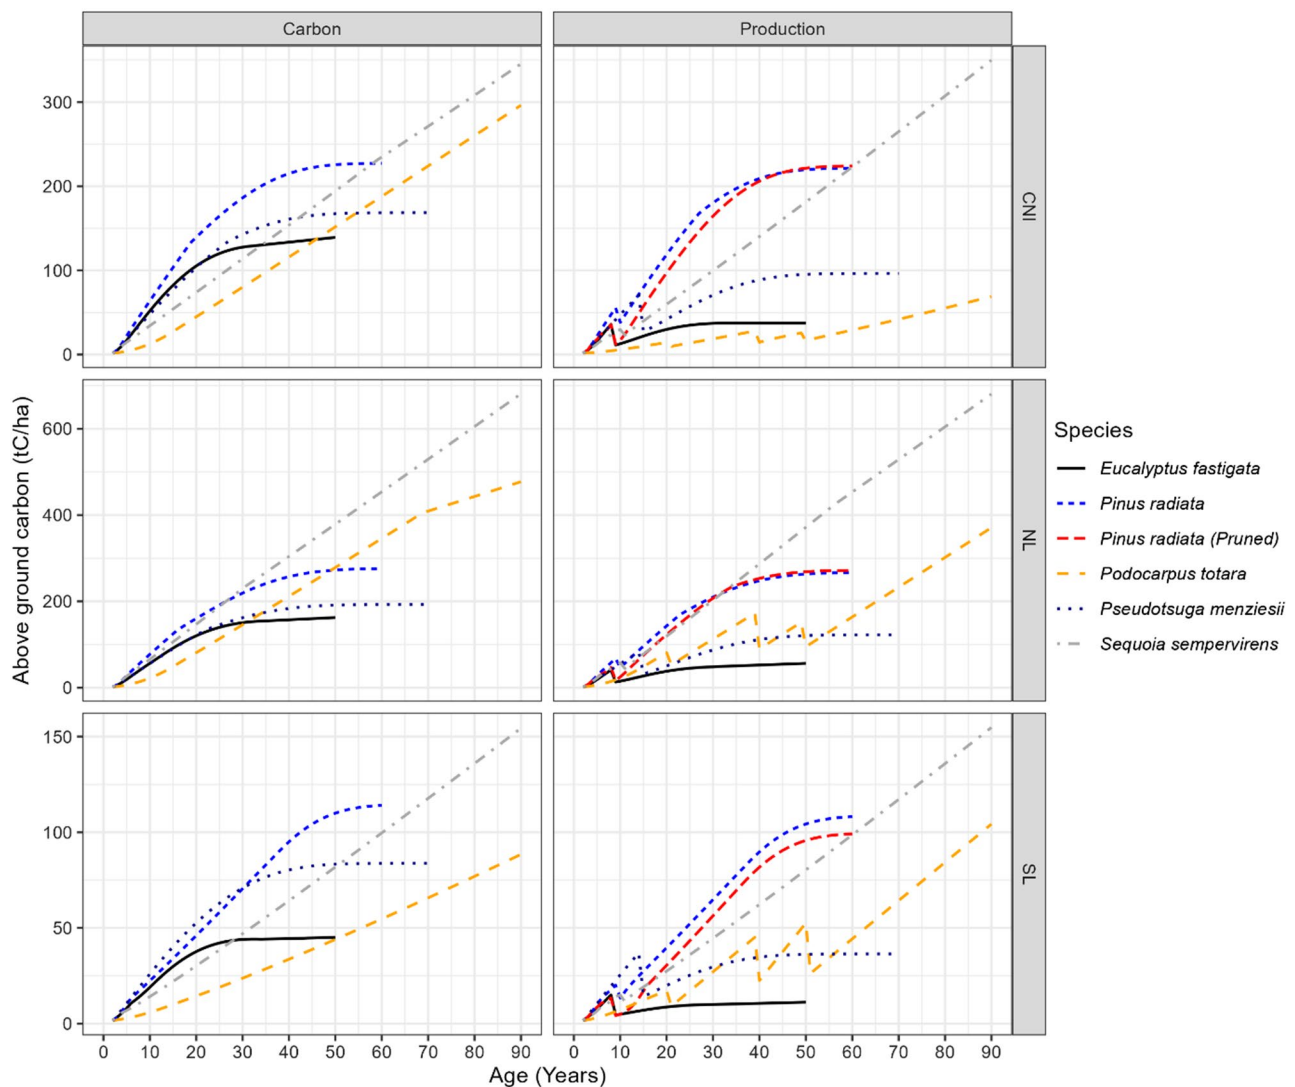 Carbon
Production
300
200
100
0
CNI
600
400
200
0
NL
150
100
50
0
SL
Above ground carbon (tC/ha)
0 10 20 30 40 50 60 70 80 90
0 10 20 30 40 50 60 70 80 90
Age (Years)
Species
Eucalyptus fastigata
Pinus radiata
Pinus radiata (Pruned)
Podocarpus totara
Pseudotsuga menziesii
Sequoia sempervirens